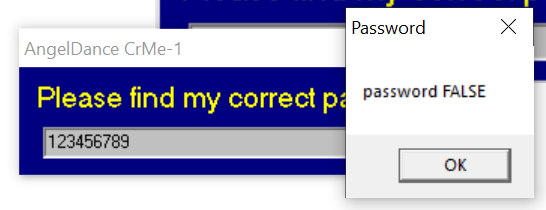 AngelDance CrMe-1
Please find my correct pa
123456789
Password
password FALSE
OK